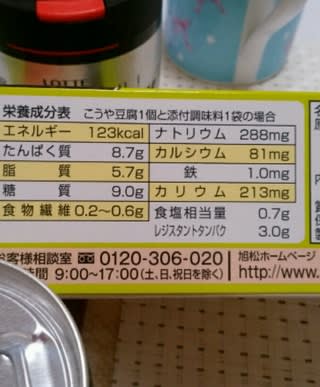 栄養成分表 こうや豆腐1個と添付調味料1袋の場合
エネルギー 123kcal ナトリウム 288mg
たんぱく質 8.7g カルシウム 81mg
脂質 5.7g 鉄 1.0mg
糖質 9.0g カリウム 213mg
食物繊維 0.2~0.6g 食塩相当量 0.7g
レジスタントタンパク 3.0g
お客様相談室 0120-306-020 旭松ホームページ
時間 9:00~17:00(土、日、祝日を除く) http://www.